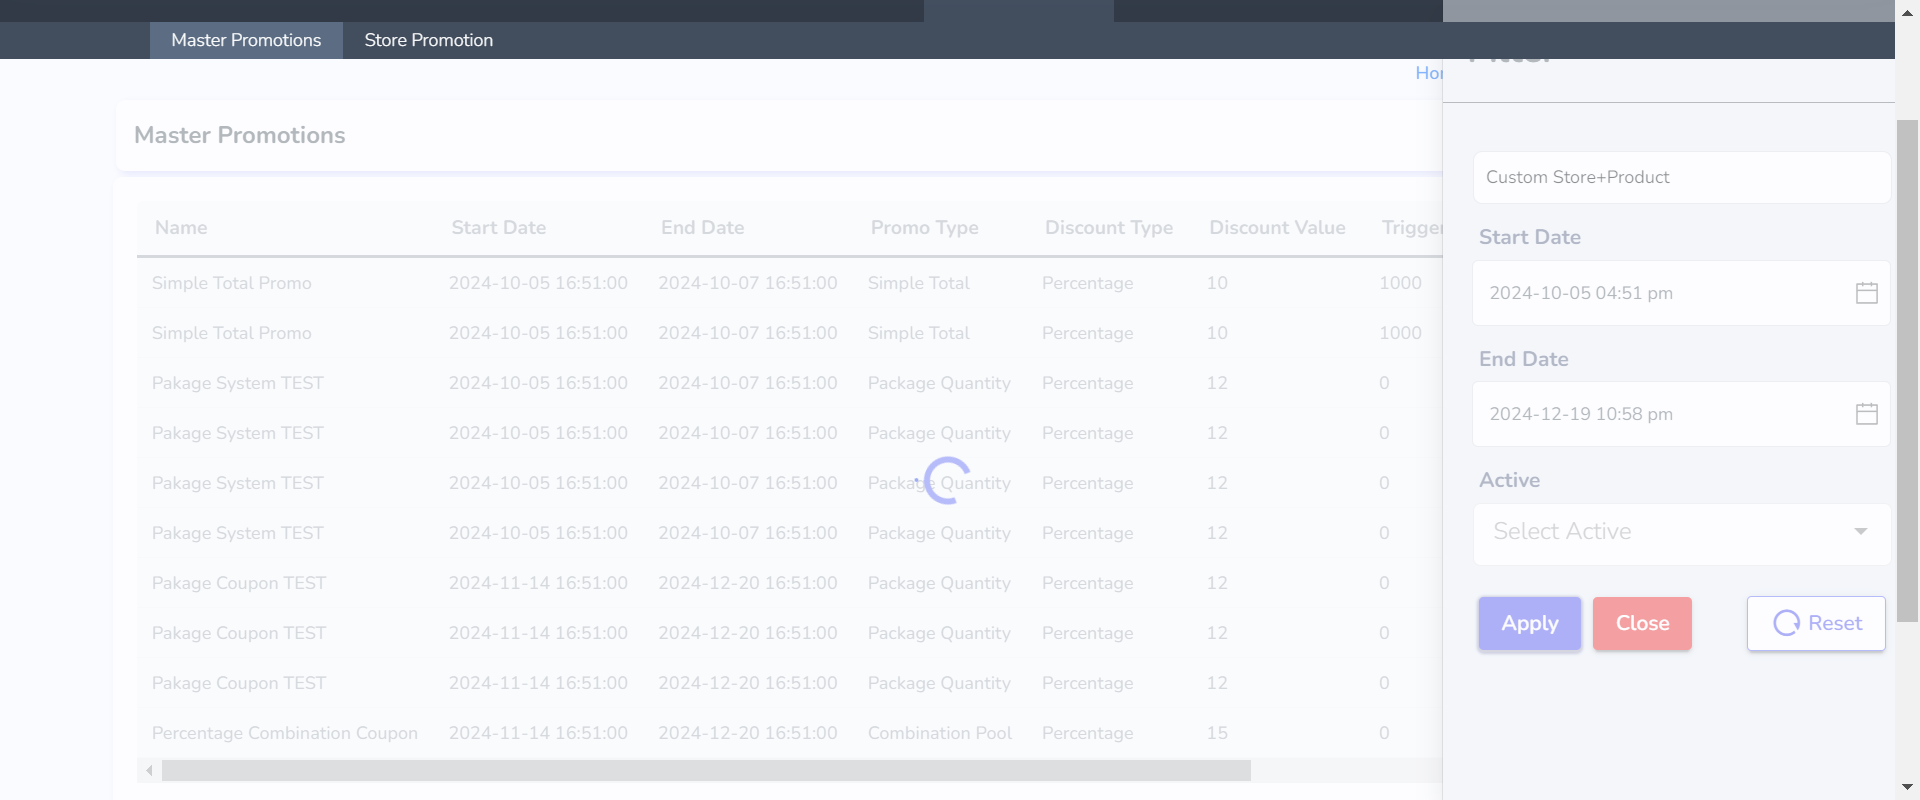 Master Promotions Store Promotion
Master Promotions
Name Start Date End Date Promo Type Discount Type Discount Value Trigger
Simple Total Promo 2024-10-05 16:51:00 2024-10-07 16:51:00 Simple Total Percentage 10 1000
Simple Total Promo 2024-10-05 16:51:00 2024-10-07 16:51:00 Simple Total Percentage 10 1000
Pakage System TEST 2024-10-05 16:51:00 2024-10-07 16:51:00 Package Quantity Percentage 12 0
Pakage System TEST 2024-10-05 16:51:00 2024-10-07 16:51:00 Package Quantity Percentage 12 0
Pakage System TEST 2024-10-05 16:51:00 2024-10-07 16:51:00 Package Quantity Percentage 12 0
Pakage System TEST 2024-10-05 16:51:00 2024-10-07 16:51:00 Package Quantity Percentage 12 0
Pakage Coupon TEST 2024-11-14 16:51:00 2024-12-20 16:51:00 Package Quantity Percentage 12 0
Pakage Coupon TEST 2024-11-14 16:51:00 2024-12-20 16:51:00 Package Quantity Percentage 12 0
Pakage Coupon TEST 2024-11-14 16:51:00 2024-12-20 16:51:00 Package Quantity Percentage 12 0
Percentage Combination Coupon 2024-11-14 16:51:00 2024-12-20 16:51:00 Combination Pool Percentage 15 0
Custom Store+Product
Start Date
2024-10-05 04:51 pm
End Date
2024-12-19 10:58 pm
Active
Select Active
Apply Close Reset